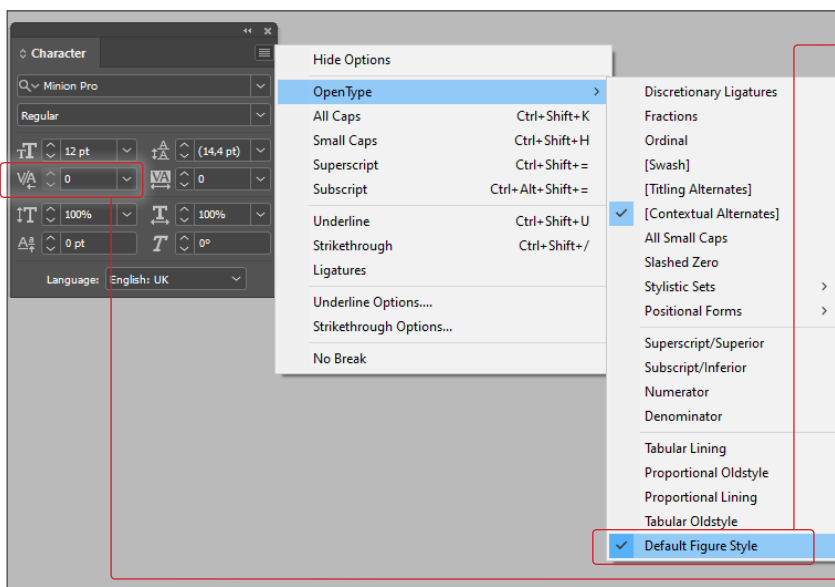 Character
Minion Pro
Regular
12 pt
(14,4 pt)
0
0
100%
100%
0 pt
0°
Language: English: UK
Hide Options
OpenType
All Caps Ctrl+Shift+K
Small Caps Ctrl+Shift+H
Superscript Ctrl+Shift+=
Subscript Ctrl+Alt+Shift+=
Underline Ctrl+Shift+U
Strikethrough Ctrl+Shift+/
Ligatures
Underline Options....
Strikethrough Options...
No Break
Discretionary Ligatures
Fractions
Ordinal
[Swash]
[Titling Alternates]
[Contextual Alternates]
All Small Caps
Slashed Zero
Stylistic Sets
Positional Forms
Superscript/Superior
Subscript/Inferior
Numerator
Denominator
Tabular Lining
Proportional Oldstyle
Proportional Lining
Tabular Oldstyle
Default Figure Style